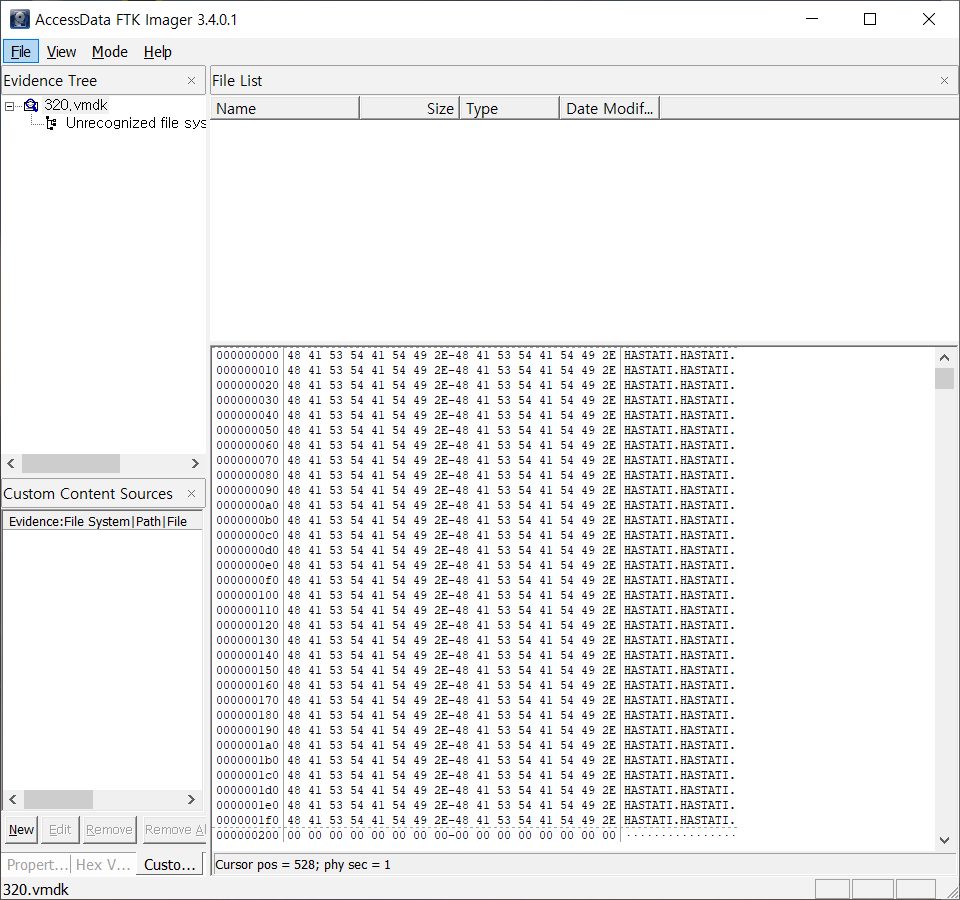 AccessData FTK Imager 3.4.0.1
File View Mode Help
Evidence Tree
320.vmdk
Unrecognized file sys
File List
Name Size Type Date Modif...
000000000 48 41 53 54 41 54 49 2E-48 41 53 54 41 54 49 2E HASTATI.HASTATI.
000000010 48 41 53 54 41 54 49 2E-48 41 53 54 41 54 49 2E HASTATI.HASTATI.
000000020 48 41 53 54 41 54 49 2E-48 41 53 54 41 54 49 2E HASTATI.HASTATI.
000000030 48 41 53 54 41 54 49 2E-48 41 53 54 41 54 49 2E HASTATI.HASTATI.
000000040 48 41 53 54 41 54 49 2E-48 41 53 54 41 54 49 2E HASTATI.HASTATI.
000000050 48 41 53 54 41 54 49 2E-48 41 53 54 41 54 49 2E HASTATI.HASTATI.
000000060 48 41 53 54 41 54 49 2E-48 41 53 54 41 54 49 2E HASTATI.HASTATI.
000000070 48 41 53 54 41 54 49 2E-48 41 53 54 41 54 49 2E HASTATI.HASTATI.
000000080 48 41 53 54 41 54 49 2E-48 41 53 54 41 54 49 2E HASTATI.HASTATI.
000000090 48 41 53 54 41 54 49 2E-48 41 53 54 41 54 49 2E HASTATI.HASTATI.
0000000a0 48 41 53 54 41 54 49 2E-48 41 53 54 41 54 49 2E HASTATI.HASTATI.
0000000b0 48 41 53 54 41 54 49 2E-48 41 53 54 41 54 49 2E HASTATI.HASTATI.
0000000c0 48 41 53 54 41 54 49 2E-48 41 53 54 41 54 49 2E HASTATI.HASTATI.
0000000d0 48 41 53 54 41 54 49 2E-48 41 53 54 41 54 49 2E HASTATI.HASTATI.
0000000e0 48 41 53 54 41 54 49 2E-48 41 53 54 41 54 49 2E HASTATI.HASTATI.
0000000f0 48 41 53 54 41 54 49 2E-48 41 53 54 41 54 49 2E HASTATI.HASTATI.
000000100 48 41 53 54 41 54 49 2E-48 41 53 54 41 54 49 2E HASTATI.HASTATI.
000000110 48 41 53 54 41 54 49 2E-48 41 53 54 41 54 49 2E HASTATI.HASTATI.
000000120 48 41 53 54 41 54 49 2E-48 41 53 54 41 54 49 2E HASTATI.HASTATI.
000000130 48 41 53 54 41 54 49 2E-48 41 53 54 41 54 49 2E HASTATI.HASTATI.
000000140 48 41 53 54 41 54 49 2E-48 41 53 54 41 54 49 2E HASTATI.HASTATI.
000000150 48 41 53 54 41 54 49 2E-48 41 53 54 41 54 49 2E HASTATI.HASTATI.
000000160 48 41 53 54 41 54 49 2E-48 41 53 54 41 54 49 2E HASTATI.HASTATI.
000000170 48 41 53 54 41 54 49 2E-48 41 53 54 41 54 49 2E HASTATI.HASTATI.
000000180 48 41 53 54 41 54 49 2E-48 41 53 54 41 54 49 2E HASTATI.HASTATI.
000000190 48 41 53 54 41 54 49 2E-48 41 53 54 41 54 49 2E HASTATI.HASTATI.
0000001a0 48 41 53 54 41 54 49 2E-48 41 53 54 41 54 49 2E HASTATI.HASTATI.
0000001b0 48 41 53 54 41 54 49 2E-48 41 53 54 41 54 49 2E HASTATI.HASTATI.
0000001c0 48 41 53 54 41 54 49 2E-48 41 53 54 41 54 49 2E HASTATI.HASTATI.
0000001d0 48 41 53 54 41 54 49 2E-48 41 53 54 41 54 49 2E HASTATI.HASTATI.
0000001e0 48 41 53 54 41 54 49 2E-48 41 53 54 41 54 49 2E HASTATI.HASTATI.
0000001f0 48 41 53 54 41 54 49 2E-48 41 53 54 41 54 49 2E HASTATI.HASTATI.
000000200 00 00 00 00 00 00 00 00-00 00 00 00 00 00 00 00 ················
Cursor pos = 528; phy sec = 1
Custom Content Sources
Evidence:File System|Path|File
New Edit Remove Remove Al
Propert... Hex V... Custo...
320.vmdk